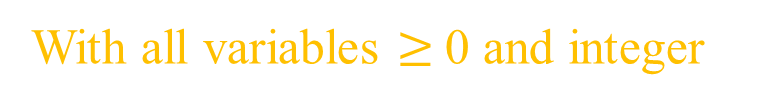 With all variables ≥ 0 and integer